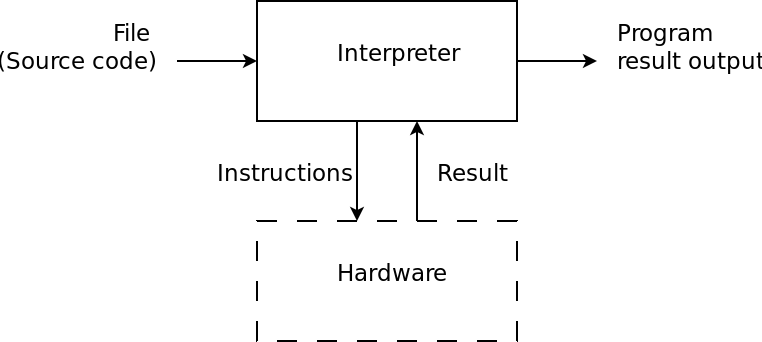 File
(Source code)
Interpreter
Program
result output
Instructions
Result
Hardware